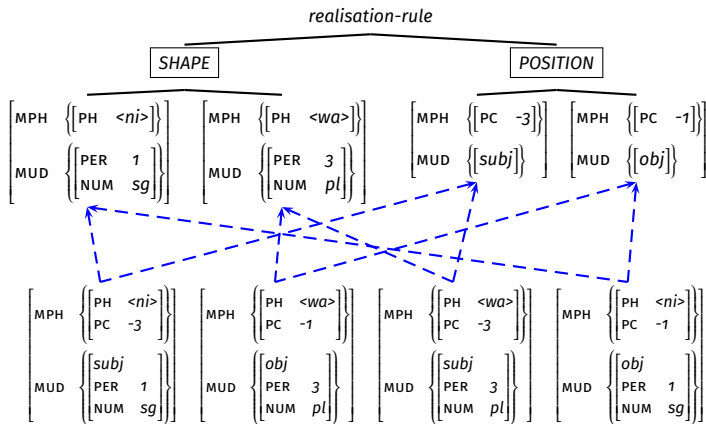 realisation-rule
SHAPE POSITION
MPH {[PH <ni>]} MPH {[PH <wa>]} MPH {[PC -3]} MPH {[PC -1]}
MUD {[PER 1 NUM sg]} MUD {[PER 3 NUM pl]} MUD {[subj]} MUD {[obj]}
MPH {[PH <ni> PC -3]} MPH {[PH <wa> PC -1]} MPH {[PH <wa> PC -3]} MPH {[PH <ni> PC -1]}
MUD {[subj PER 1 NUM sg]} MUD {[obj PER 3 NUM pl]} MUD {[subj PER 3 NUM pl]} MUD {[obj PER 1 NUM sg]}